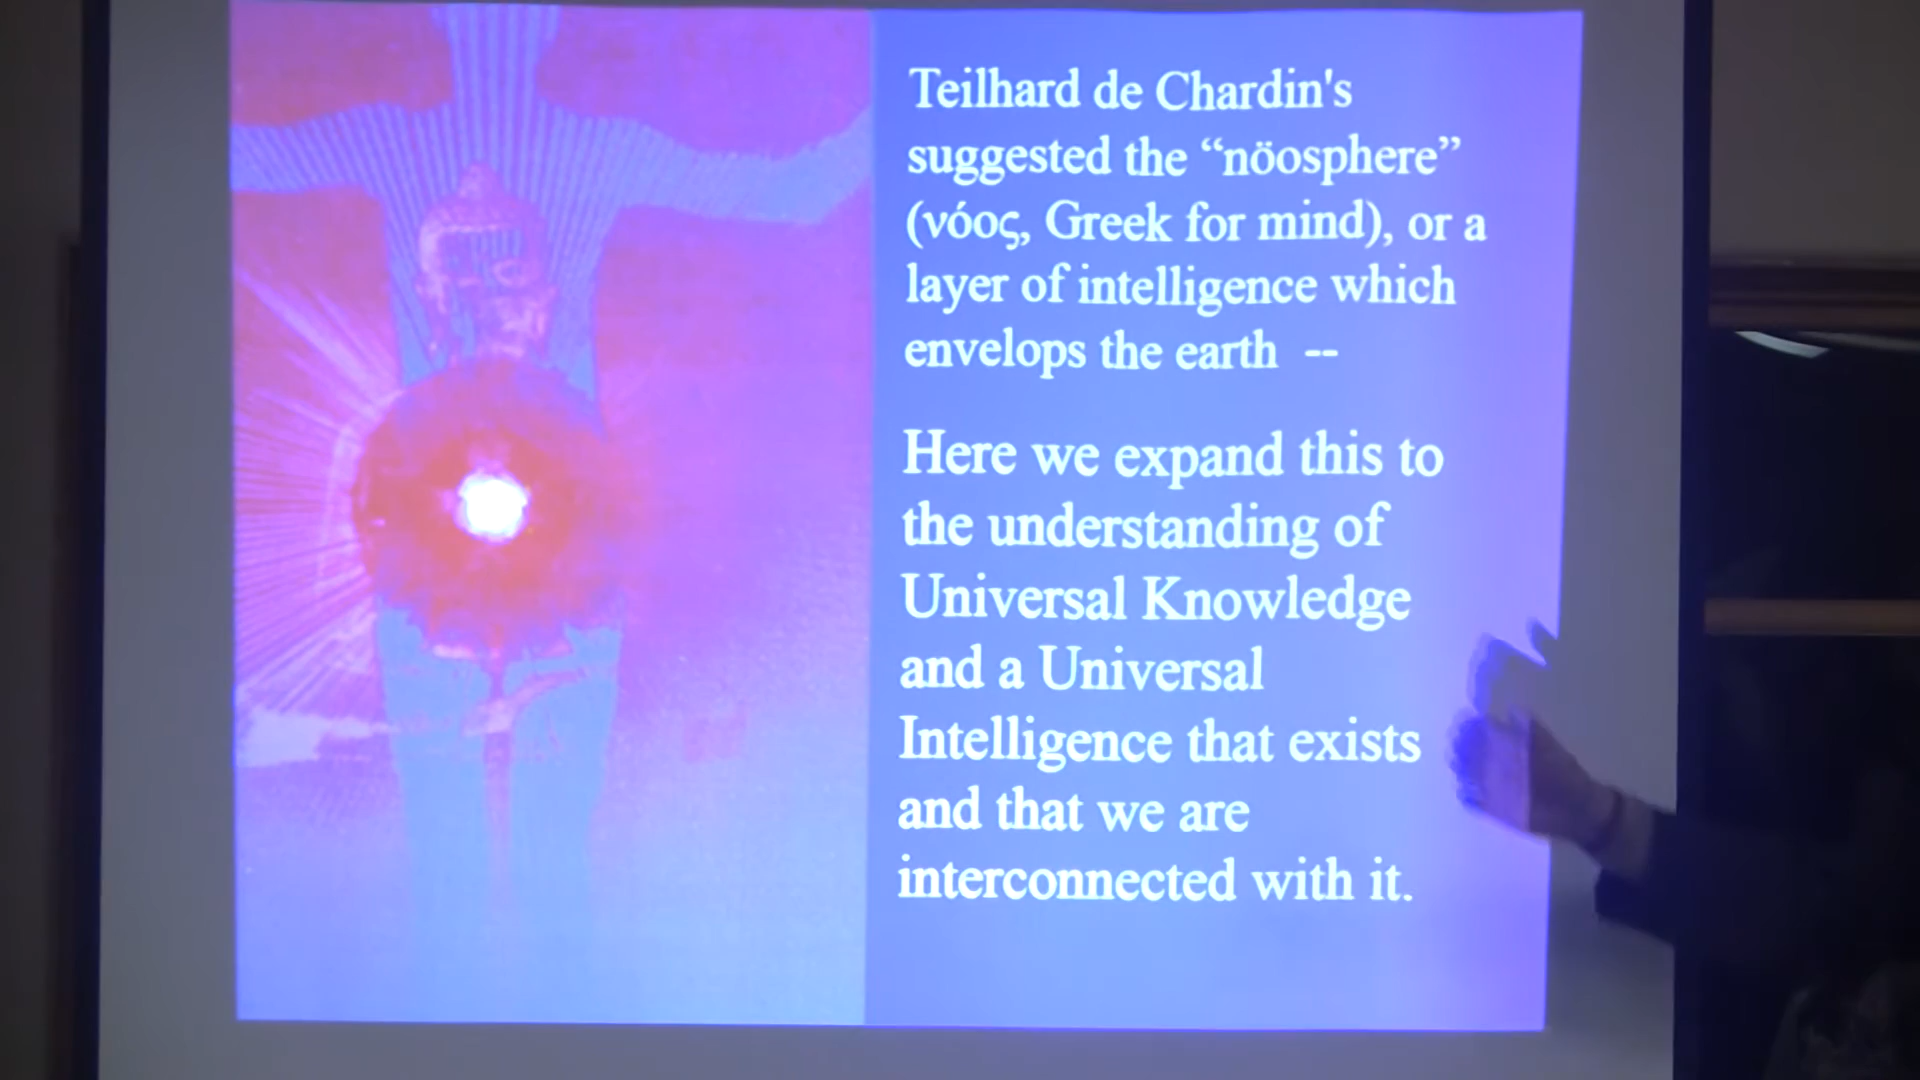 Teilhard de Chardin's
suggested the “nöosphere”
(νόος, Greek for mind), or a
layer of intelligence which
envelops the earth --
Here we expand this to
the understanding of
Universal Knowledge
and a Universal
Intelligence that exists
and that we are
interconnected with it.